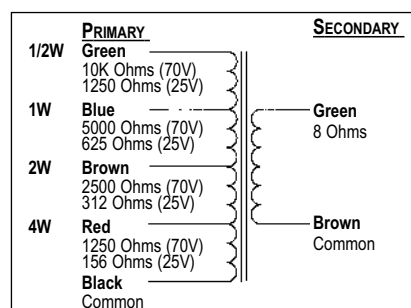 PRIMARY
SECONDARY
1/2W Green
10K Ohms (70V)
1250 Ohms (25V)
1W Blue
5000 Ohms (70V)
625 Ohms (25V)
2W Brown
2500 Ohms (70V)
312 Ohms (25V)
4W Red
1250 Ohms (70V)
156 Ohms (25V)
Black
Common
Green
8 Ohms
Brown
Common